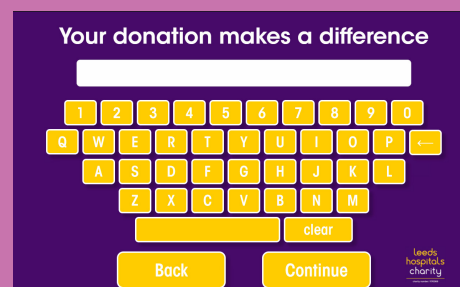 Your donation makes a difference
1 2 3 4 5 6 7 8 9 0
Q W E R T Y U I O P ←
A S D F G H J K L
Z X C V B N M
clear
Back Continue
leeds
hospitals
charity